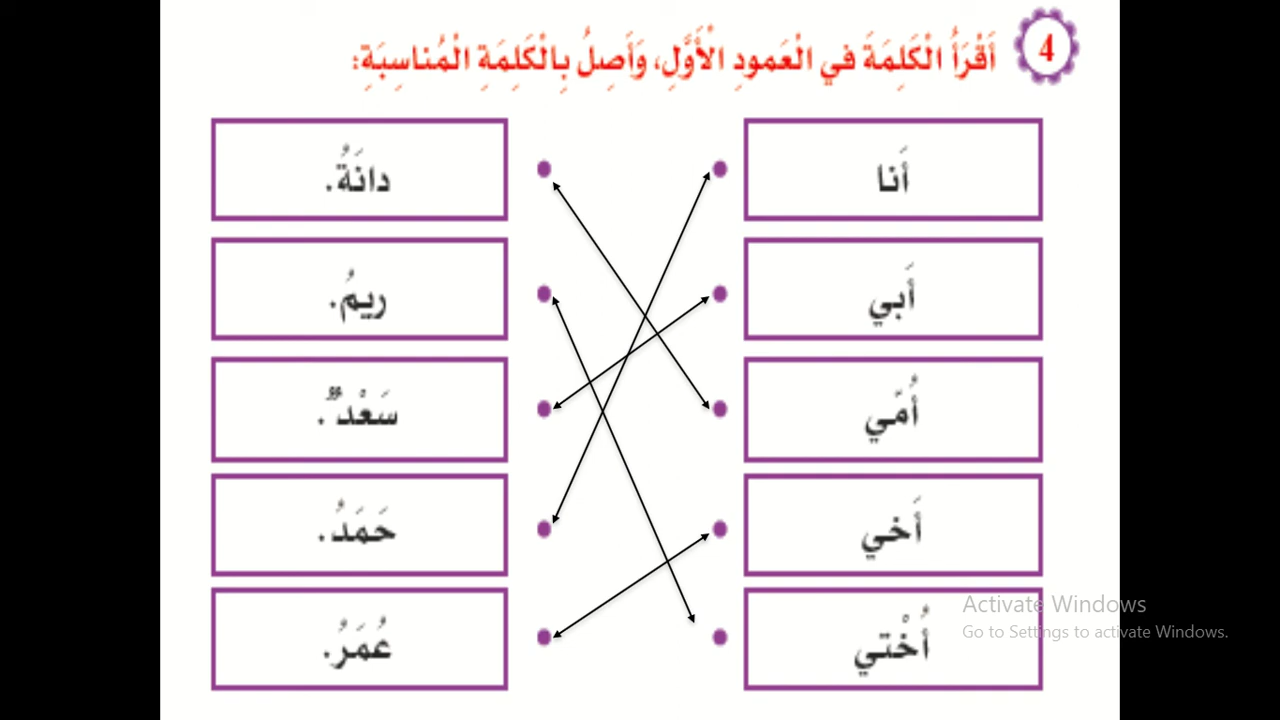 4
أَقْرَأُ الْكَلِمَةَ في الْعَمودِ الْأَوَّلِ، وَأَصِلُ بِالْكَلِمَةِ الْمُناسِبَةِ:
أَنا
دانَةُ.
أَبي
ريمُ.
أُمّي
سَعْدٌ.
أَخي
حَمَدُ.
أُخْتي
عُمَرُ.
Activate Windows
Go to Settings to activate Windows.